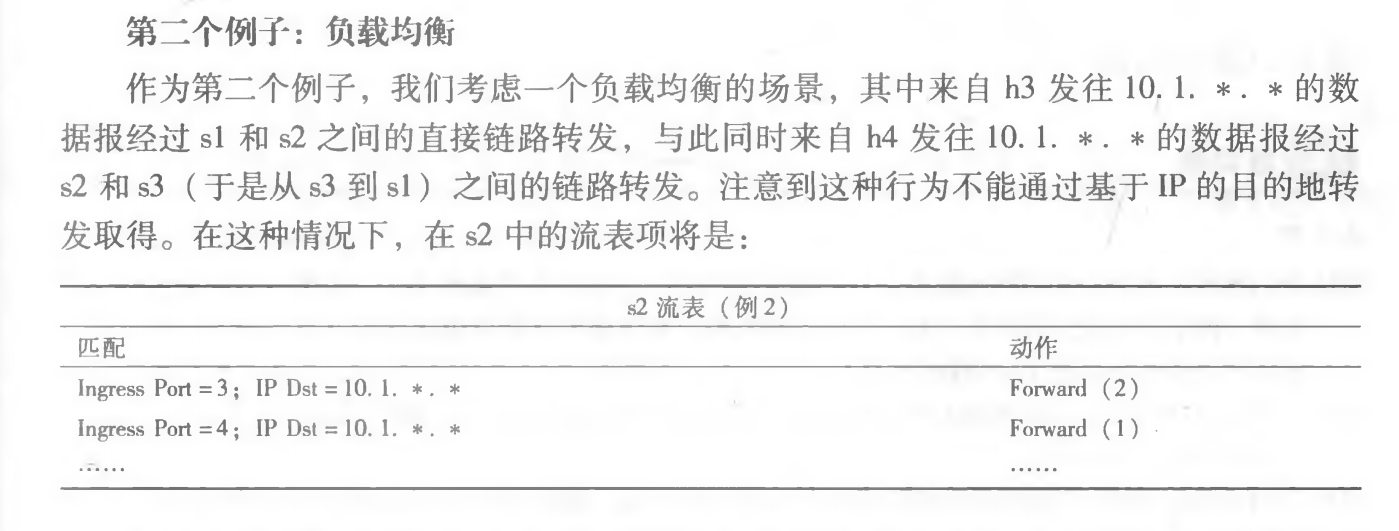 第二个例子：负载均衡
作为第二个例子，我们考虑一个负载均衡的场景，其中来自 h3 发往 10. 1. *. * 的数
据报经过 s1 和 s2 之间的直接链路转发，与此同时来自 h4 发往 10. 1. *. * 的数据报经过
s2 和 s3（于是从 s3 到 s1）之间的链路转发。注意到这种行为不能通过基于 IP 的目的地转
发取得。在这种情况下，在 s2 中的流表项将是：
s2 流表（例 2）
匹配 动作
Ingress Port = 3; IP Dst = 10. 1. *. * Forward（2）
Ingress Port = 4; IP Dst = 10. 1. *. * Forward（1）
…… ……